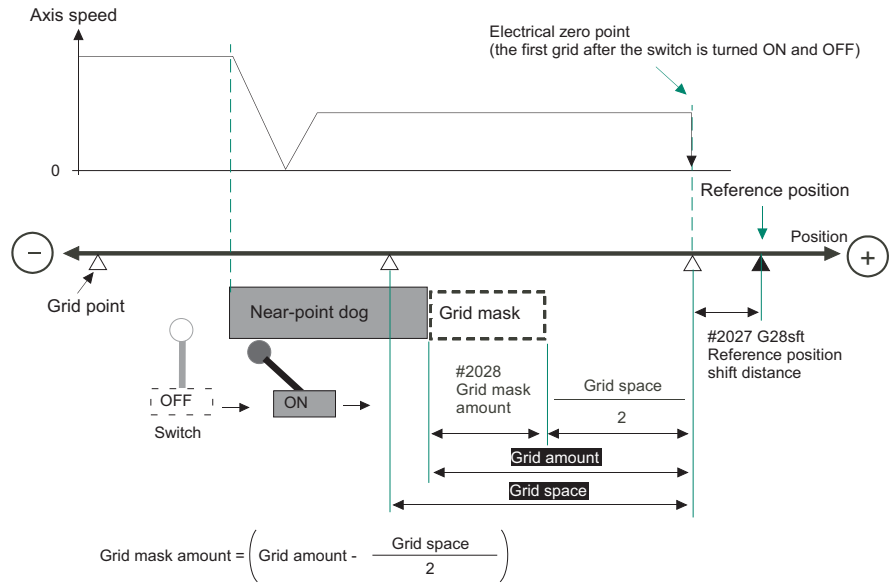 Axis speed
Electrical zero point
(the first grid after the switch is turned ON and OFF)
0
Reference position
Position
−
+
Grid point
Near-point dog
Grid mask
#2027 G28sft
Reference position
shift distance
#2028
Grid mask
amount
Grid space
2
OFF
ON
Switch
Grid amount
Grid space
Grid mask amount = ( Grid amount - Grid space / 2 )